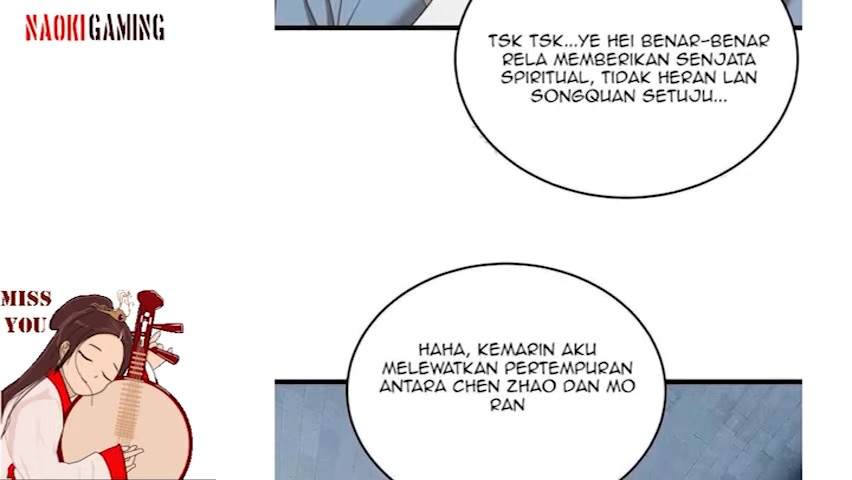 NAOKIGAMING
TSK TSK...YE HEI BENAR-BENAR
RELA MEMBERIKAN SENJATA
SPIRITUAL, TIDAK HERAN LAN
SONGQUAN SETUJU...
MISS
YOU
HAHA, KEMARIN AKU
MELEWATKAN PERTEMPURAN
ANTARA CHEN ZHAO DAN MO
RAN